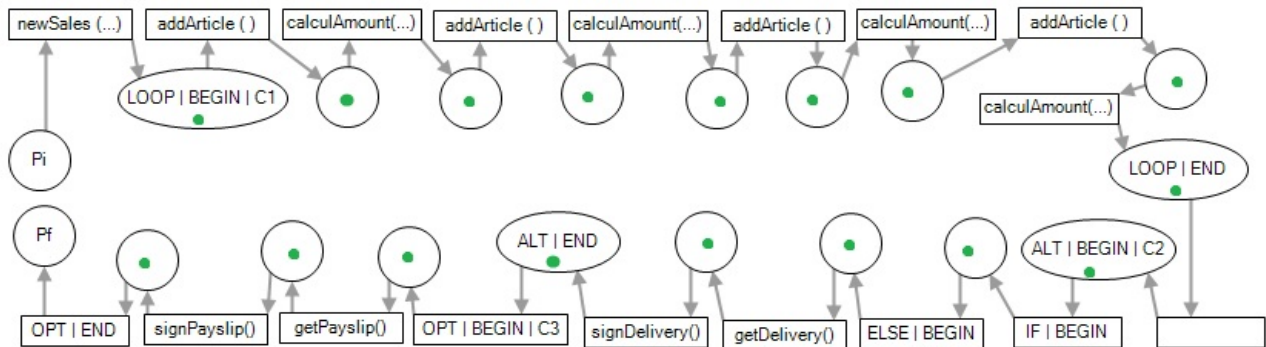 newSales (...)
addArticle ( )
calculAmount(...)
addArticle ( )
calculAmount(...)
addArticle ( )
calculAmount(...)
addArticle ( )
LOOP | BEGIN | C1
calculAmount(...)
Pi
LOOP | END
Pf
ALT | END
ALT | BEGIN | C2
OPT | END
signPayslip()
getPayslip()
OPT | BEGIN | C3
signDelivery()
getDelivery()
ELSE | BEGIN
IF | BEGIN